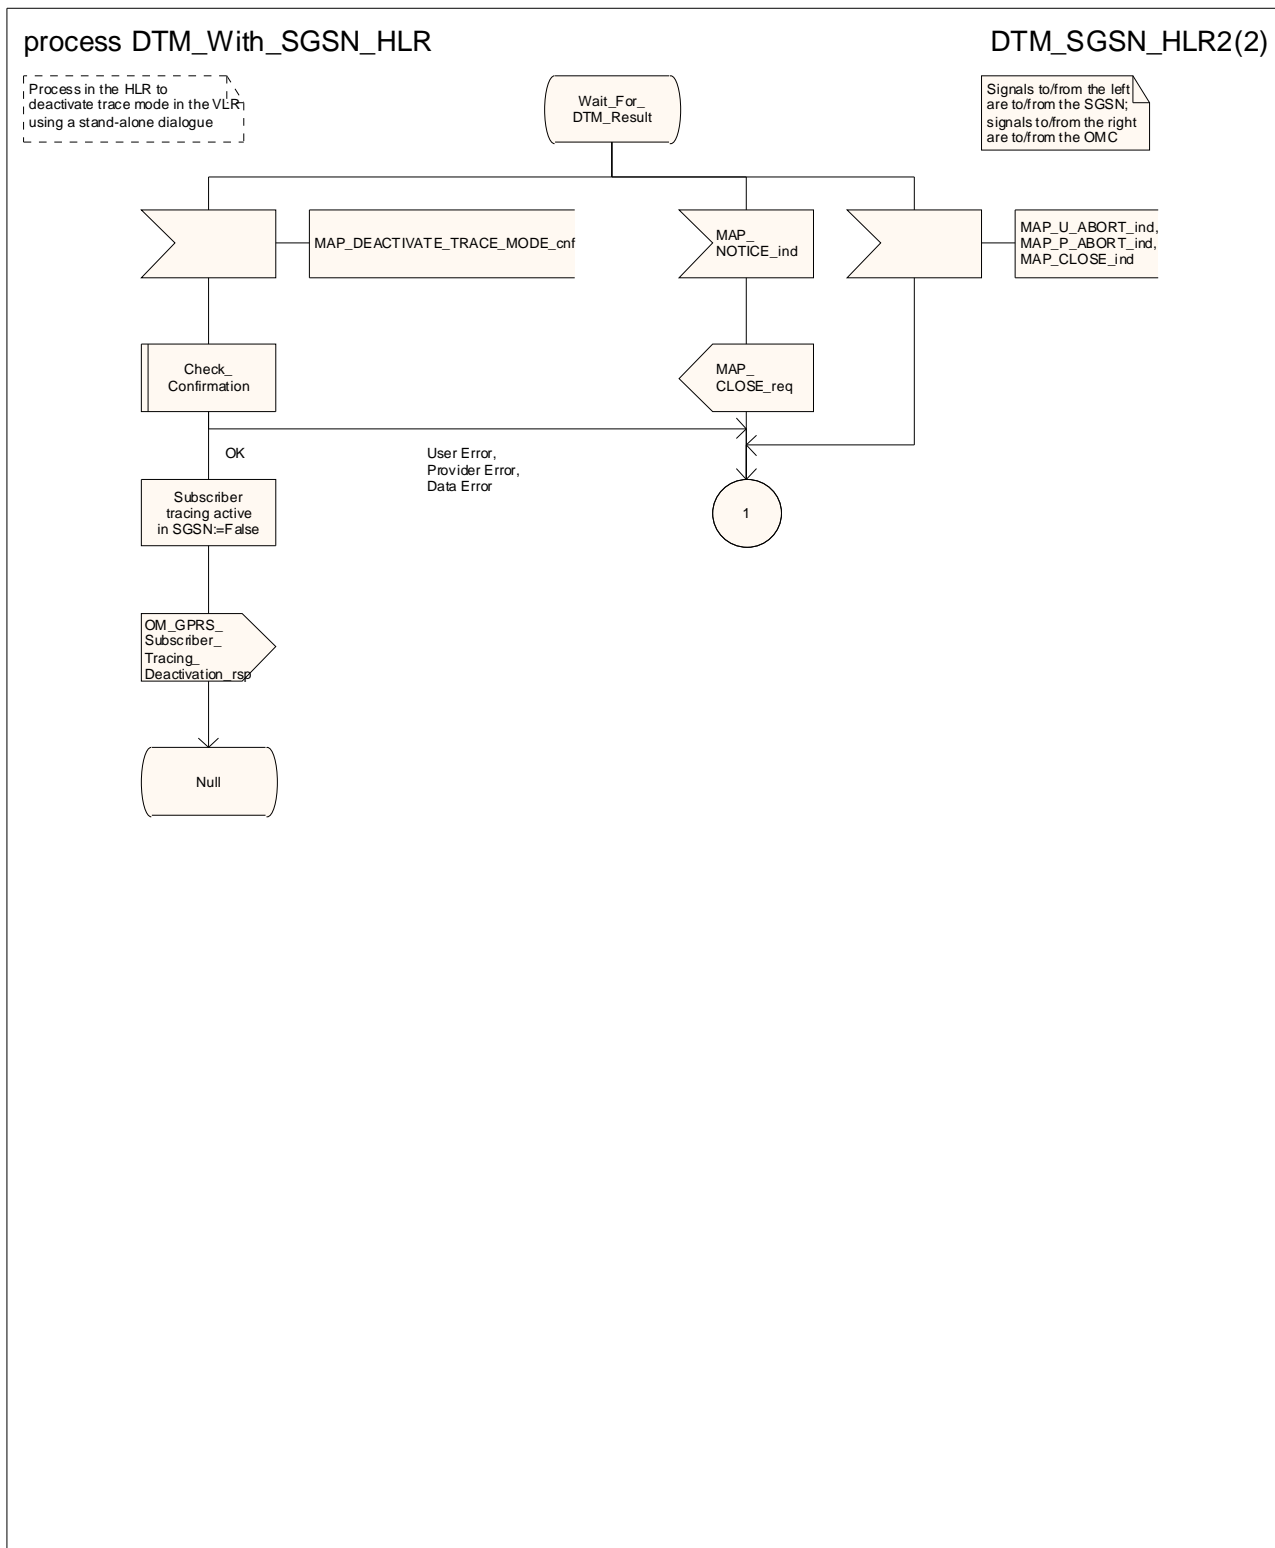 process DTM_With_SGSN_HLR
DTM_SGSN_HLR2(2)
Process in the HLR to
deactivate trace mode in the VLR
using a stand-alone dialogue
Wait_For_
DTM_Result
Signals to/from the left
are to/from the SGSN;
signals to/from the right
are to/from the OMC
MAP_DEACTIVATE_TRACE_MODE_cnf
MAP_
NOTICE_ind
MAP_U_ABORT_ind,
MAP_P_ABORT_ind,
MAP_CLOSE_ind
Check_
Confirmation
MAP_
CLOSE_req
OK
User Error,
Provider Error,
Data Error
Subscriber
tracing active
in SGSN:=False
1
OM_GPRS_
Subscriber_
Tracing_
Deactivation_rsp
Null